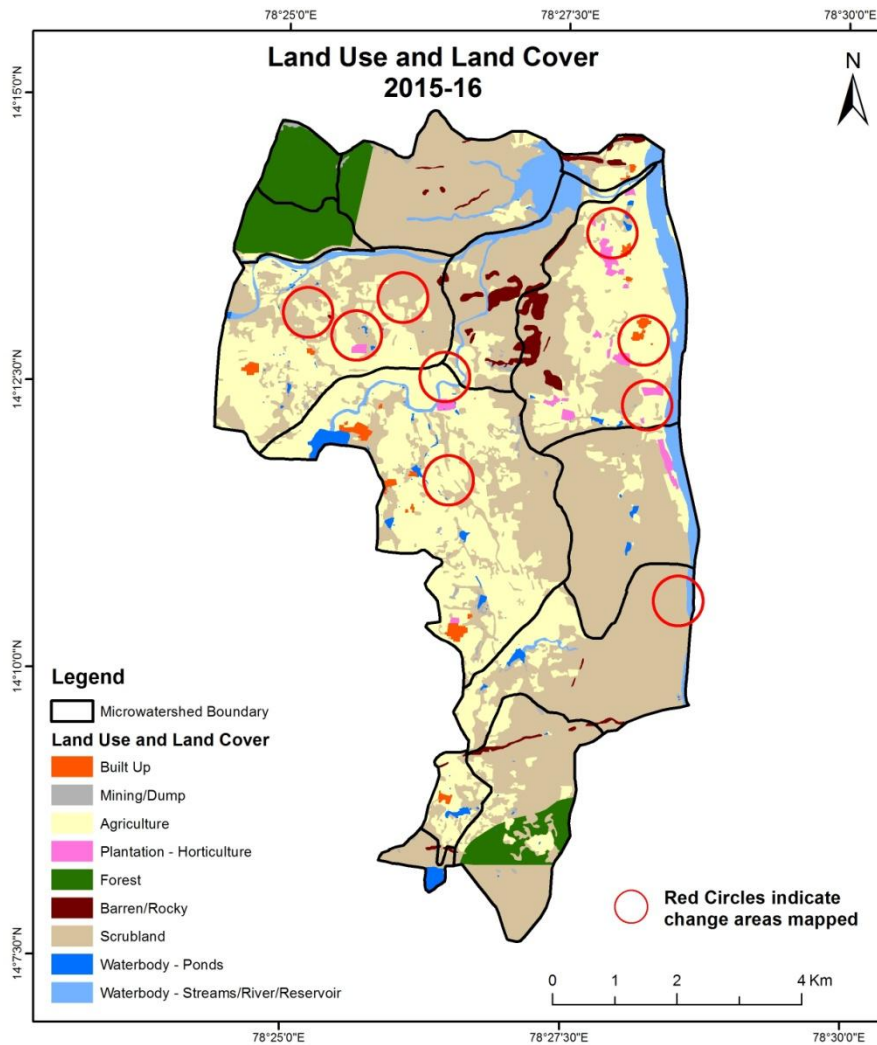 78°25'0"E 78°27'30"E 78°30'0"E
Land Use and Land Cover
2015-16
N
14°15'0"N
14°12'30"N
14°10'0"N
14°7'30"N
Legend
Microwatershed Boundary
Land Use and Land Cover
Built Up
Mining/Dump
Agriculture
Plantation - Horticulture
Forest
Barren/Rocky
Scrubland
Waterbody - Ponds
Waterbody - Streams/River/Reservoir
Red Circles indicate
change areas mapped
0 1 2 4 Km
78°25'0"E 78°27'30"E 78°30'0"E